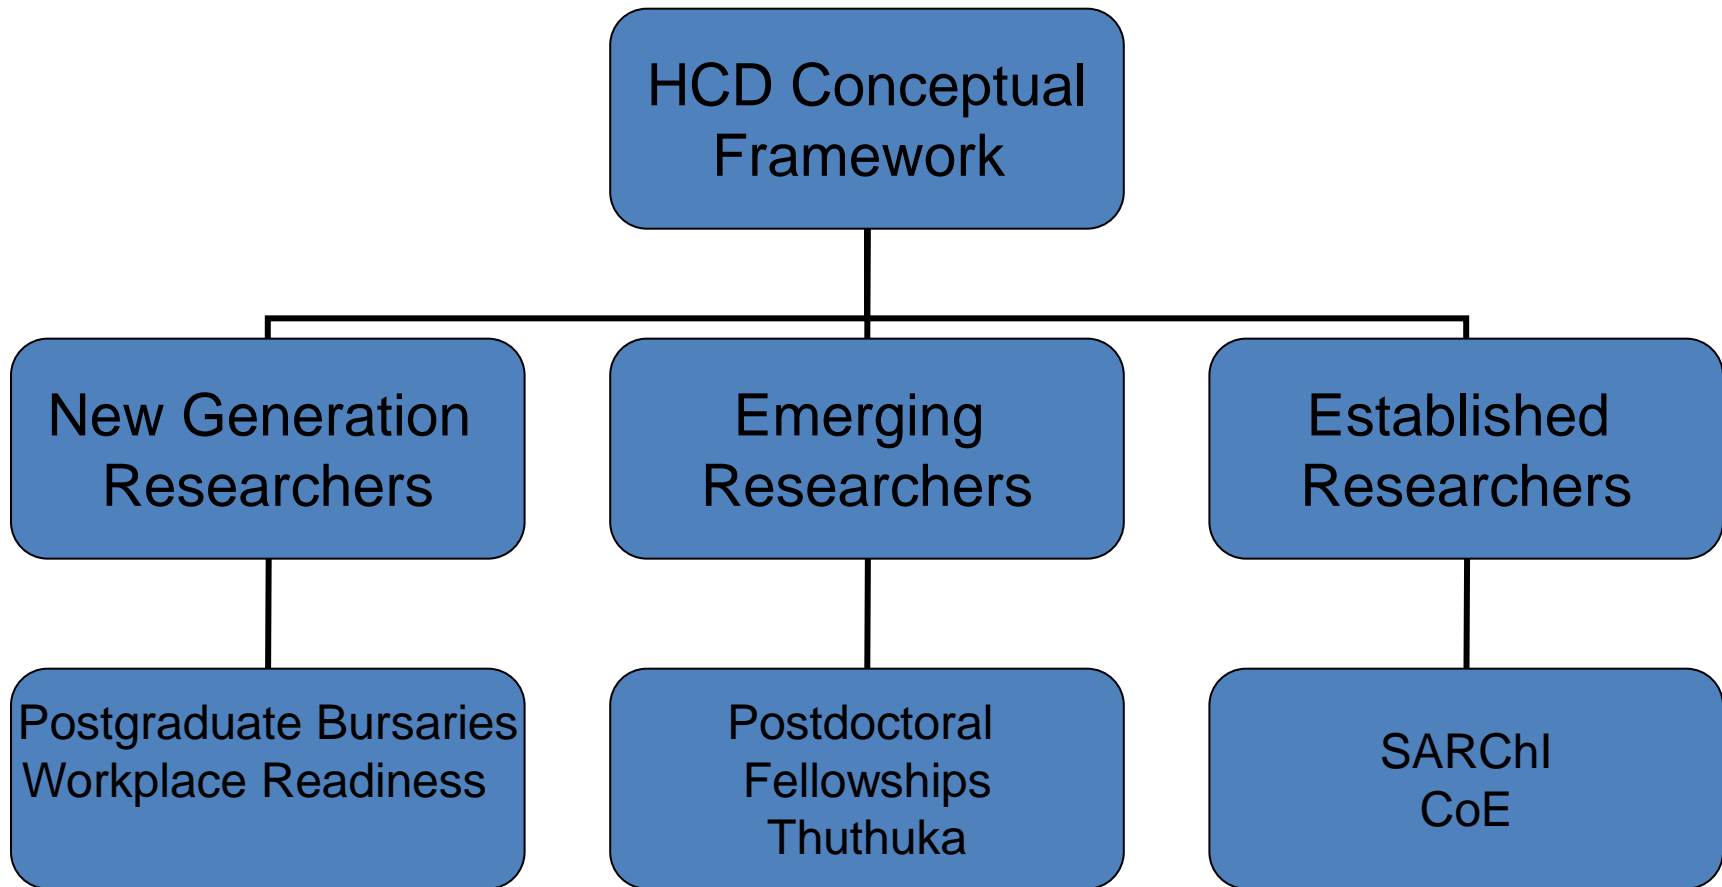 HCD Conceptual
Framework
New Generation
Researchers
Emerging
Researchers
Established
Researchers
Postgraduate Bursaries
Workplace Readiness
Postdoctoral
Fellowships
Thuthuka
SARChI
CoE